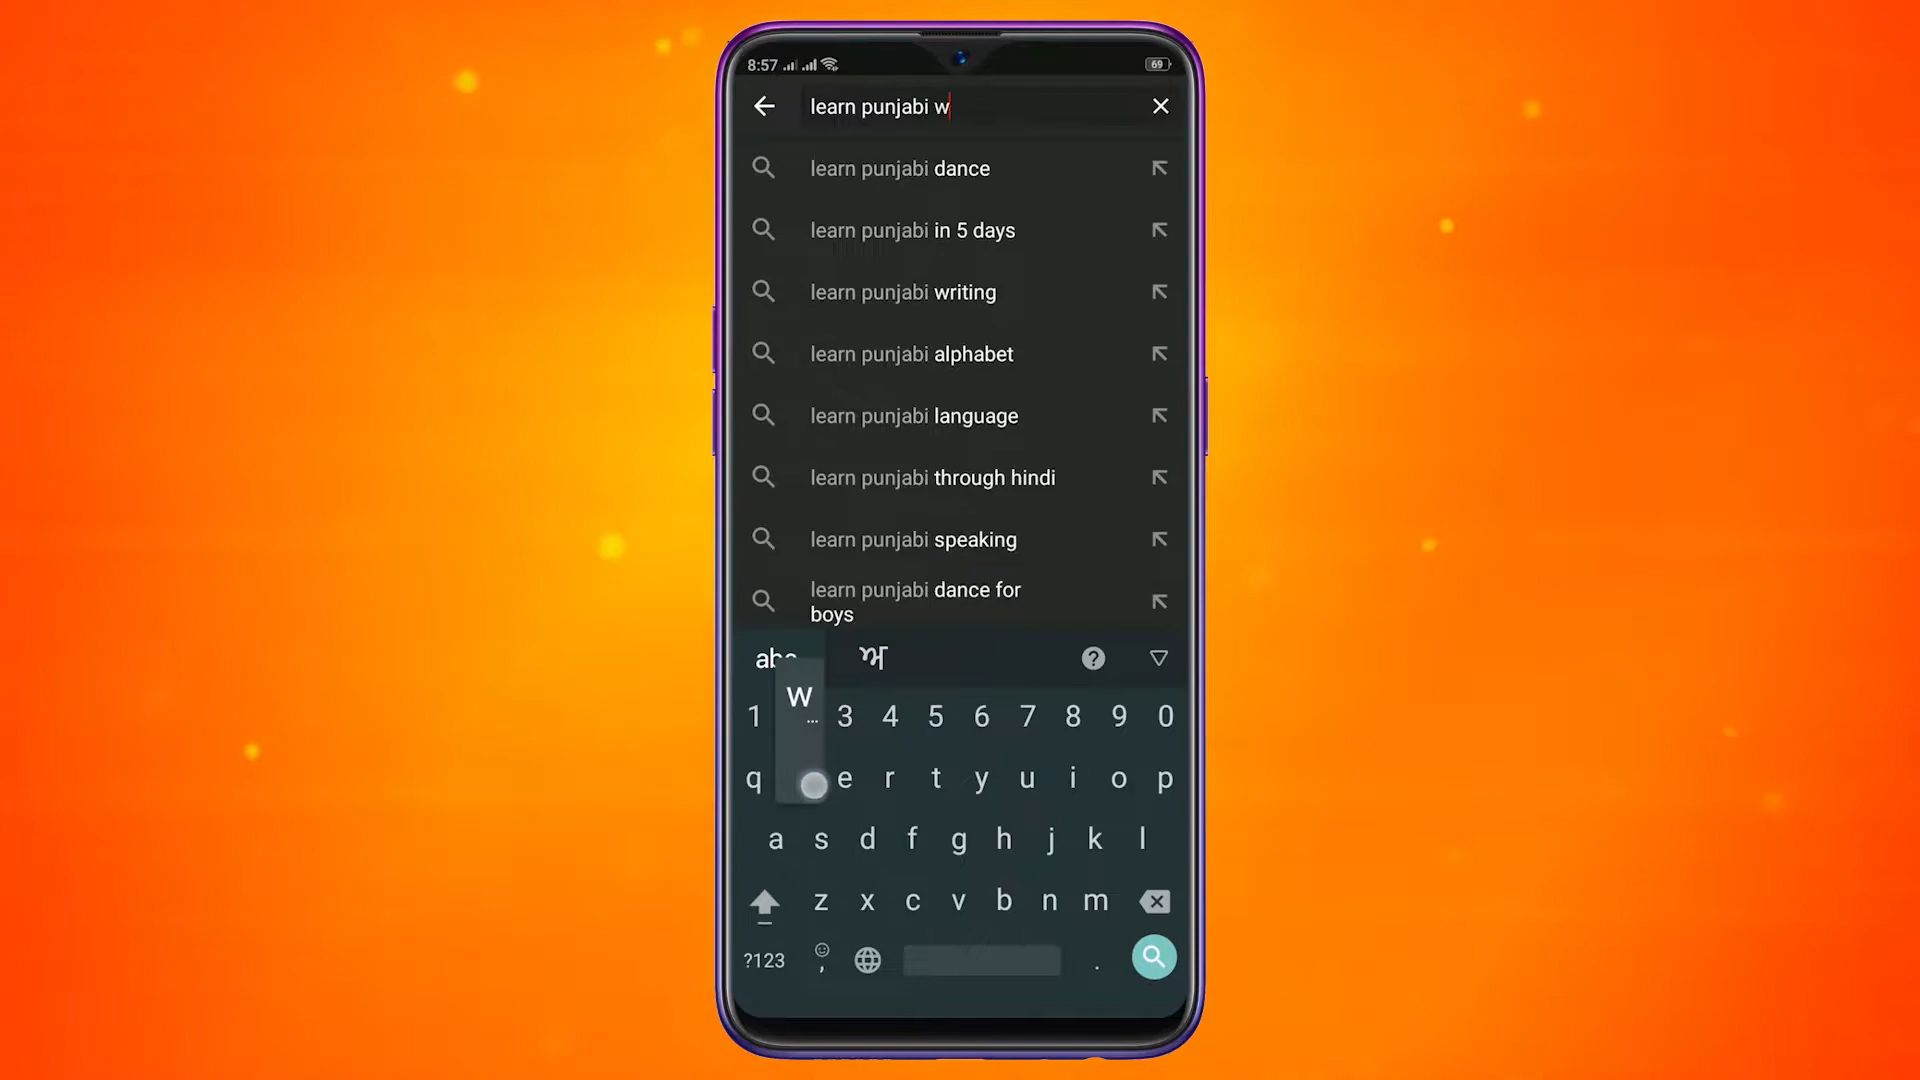 8:57
69
learn punjabi w
learn punjabi dance
learn punjabi in 5 days
learn punjabi writing
learn punjabi alphabet
learn punjabi language
learn punjabi through hindi
learn punjabi speaking
learn punjabi dance for
boys
ਅ
?
w
...
1 3 4 5 6 7 8 9 0
q e r t y u i o p
a s d f g h j k l
z x c v b n m
?123 , .